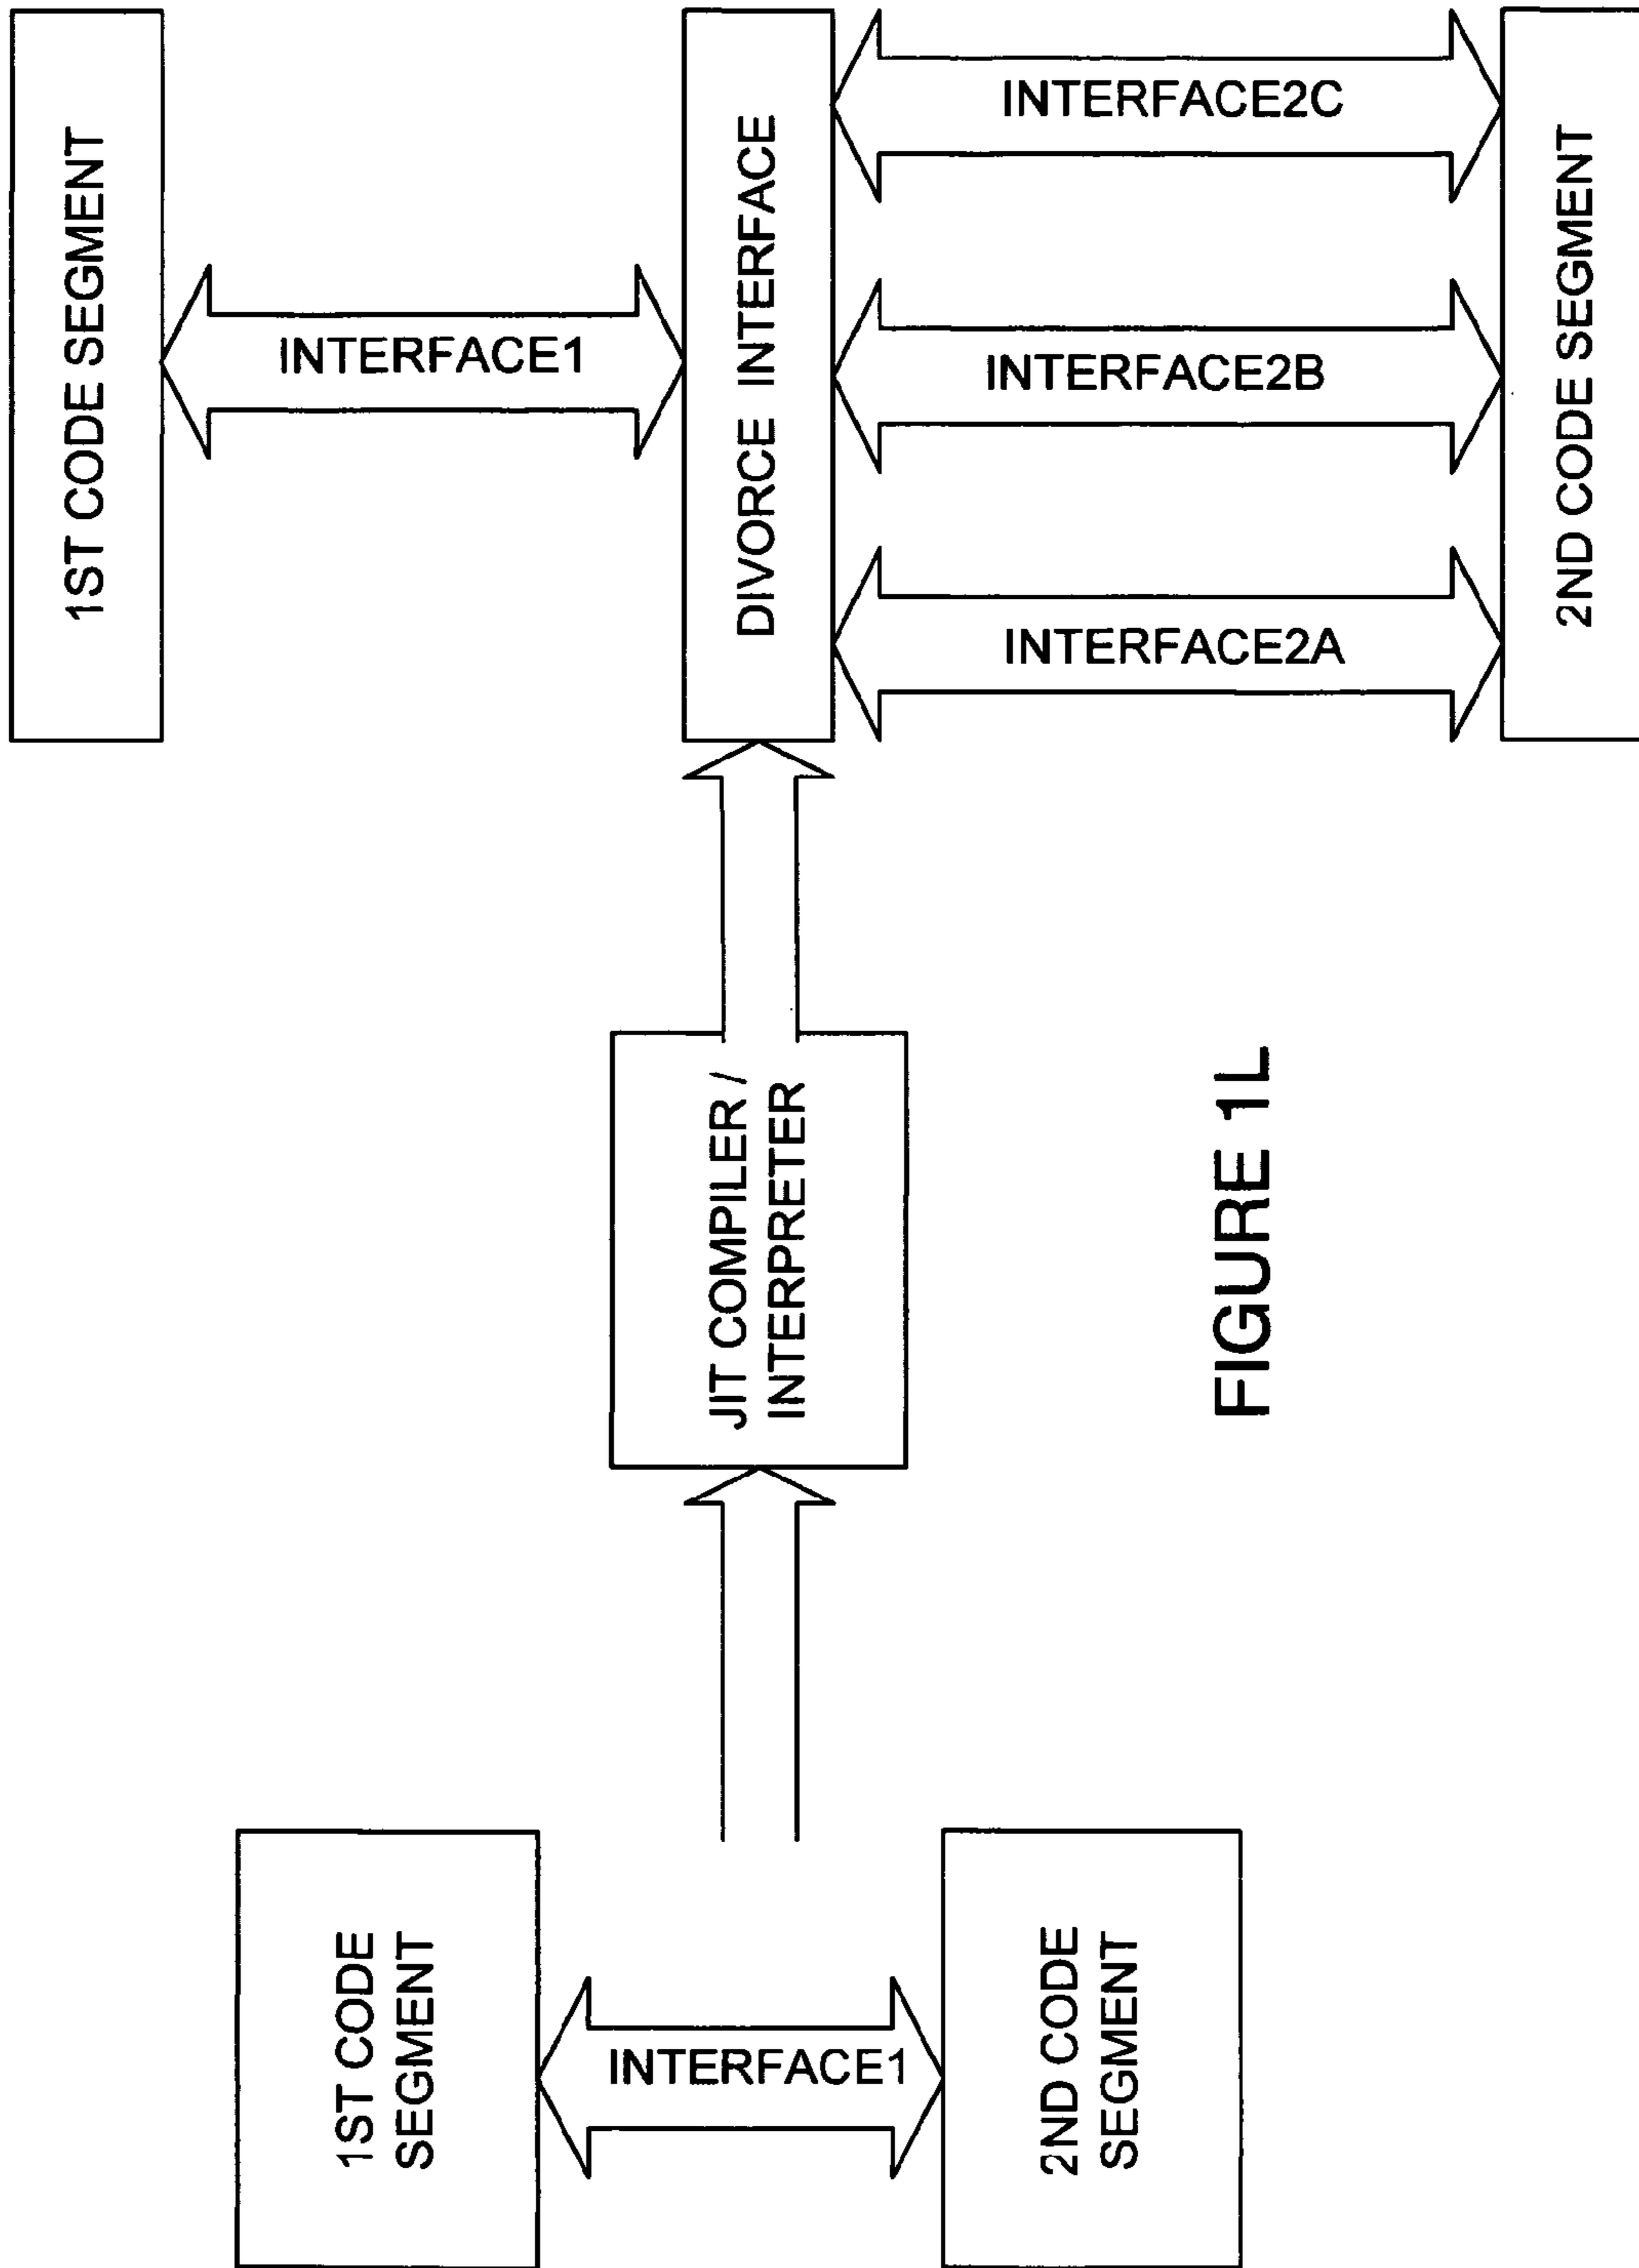 1ST CODE
SEGMENT
INTERFACE1
2ND CODE
SEGMENT
JIT COMPILER /
INTERPRETER
1ST CODE SEGMENT
INTERFACE1
DIVORCE INTERFACE
INTERFACE2A
INTERFACE2B
INTERFACE2C
2ND CODE SEGMENT
FIGURE 1L